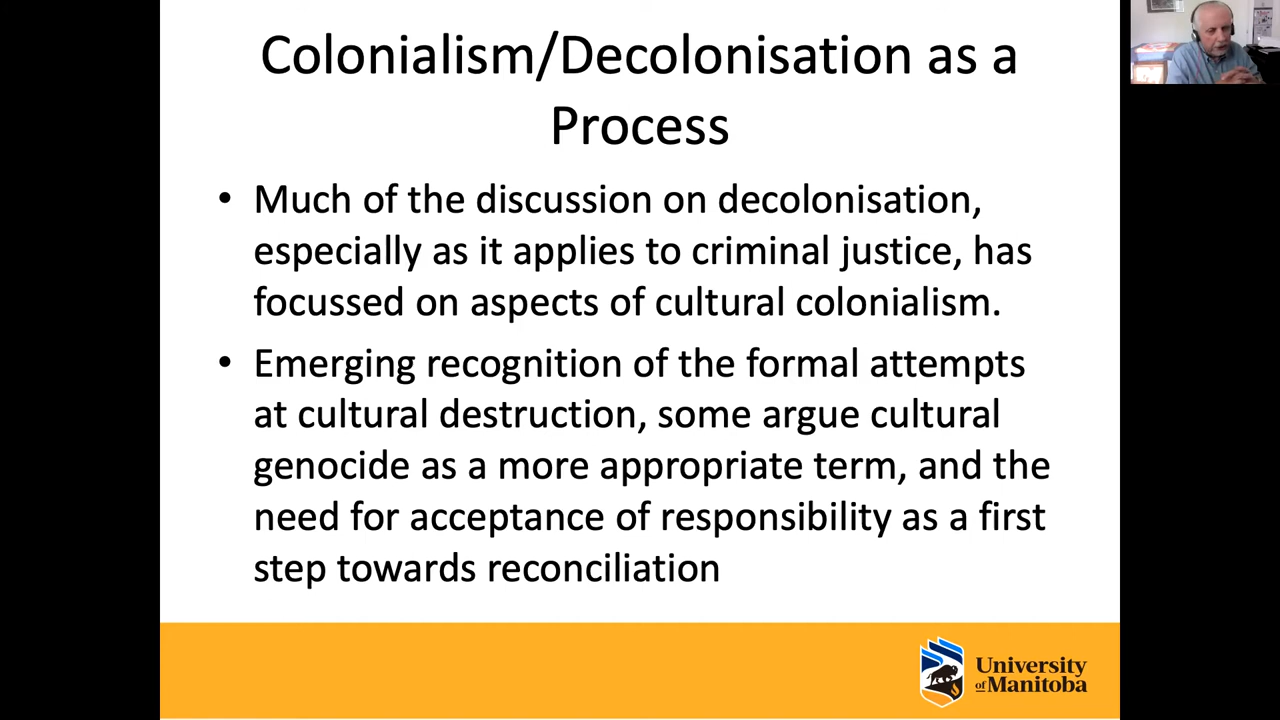 Colonialism/Decolonisation as a
Process
• Much of the discussion on decolonisation,
especially as it applies to criminal justice, has
focussed on aspects of cultural colonialism.
• Emerging recognition of the formal attempts
at cultural destruction, some argue cultural
genocide as a more appropriate term, and the
need for acceptance of responsibility as a first
step towards reconciliation
University
of Manitoba